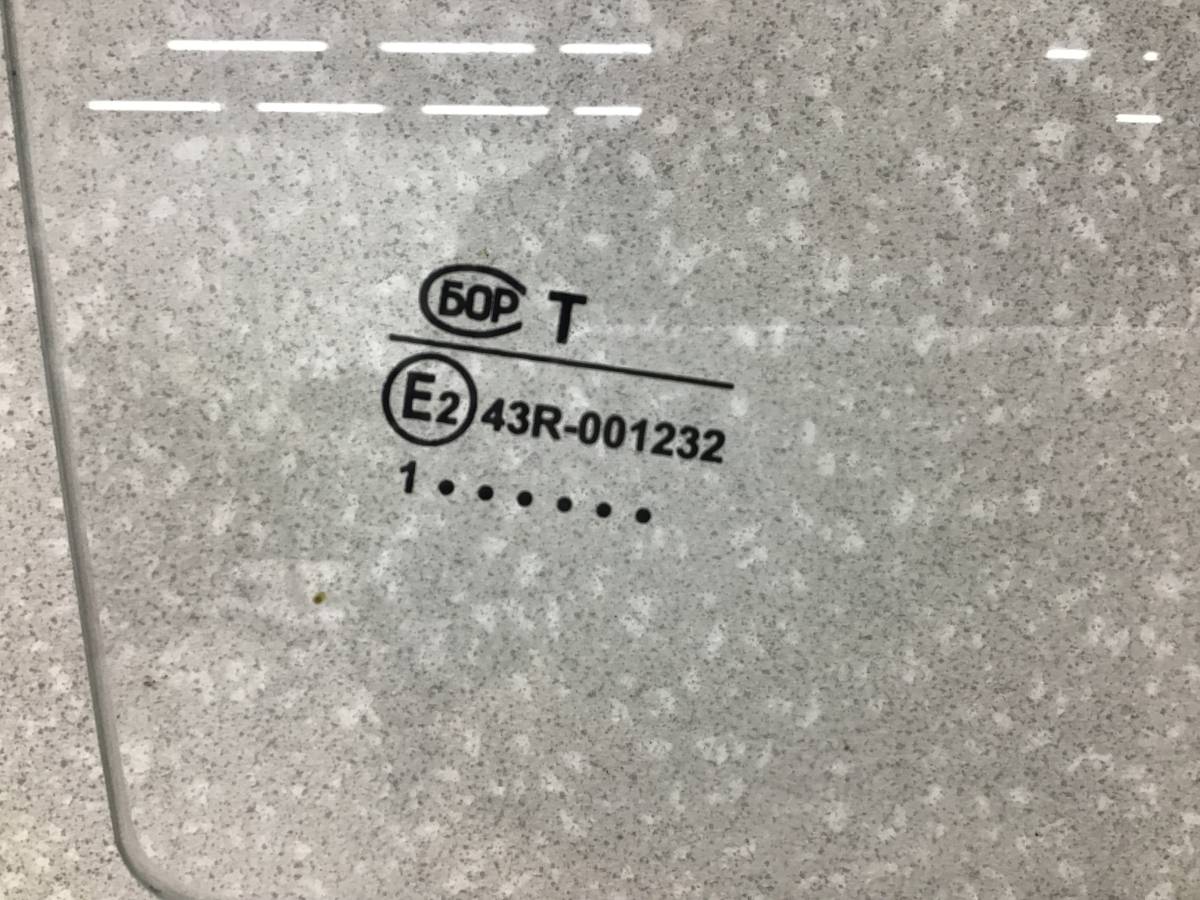 БОР Т
E2 43R-001232
1 • • • • • •